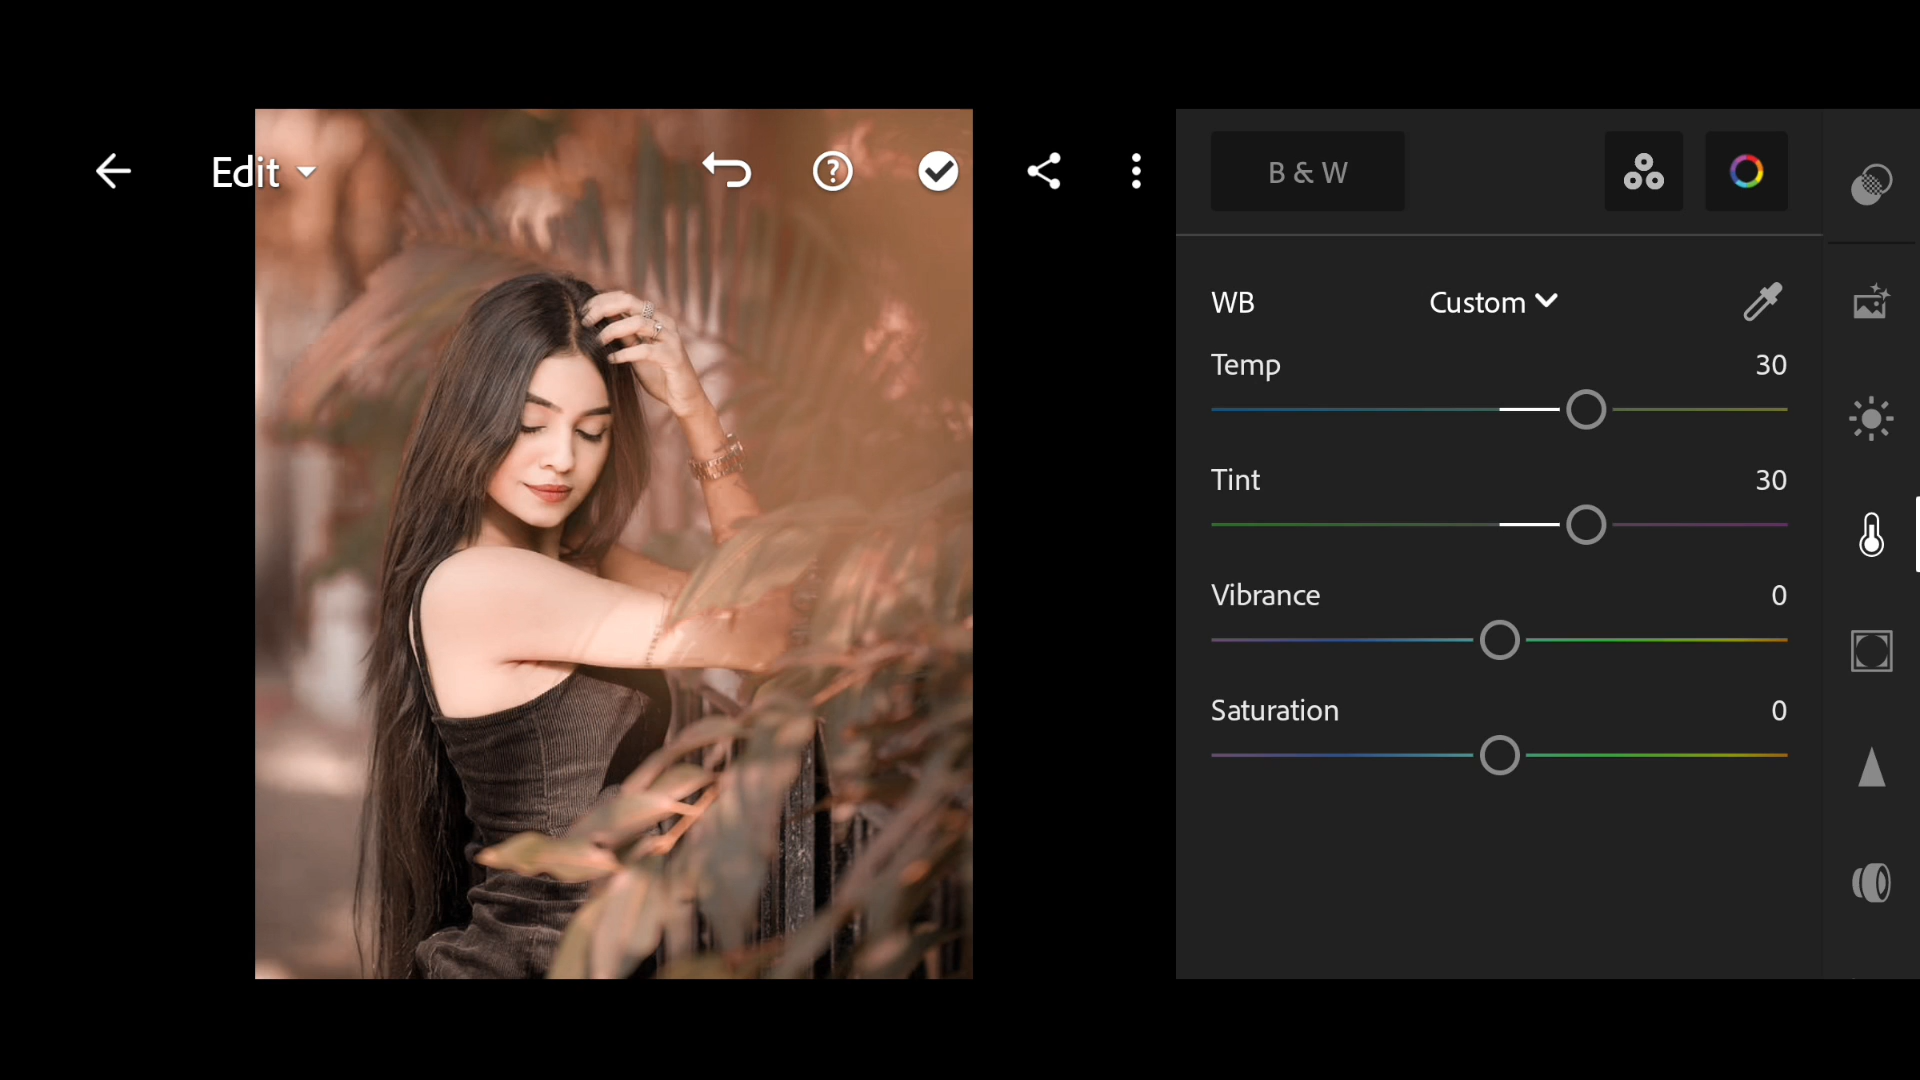 Edit
B & W
WB Custom
Temp 30
Tint 30
Vibrance 0
Saturation 0